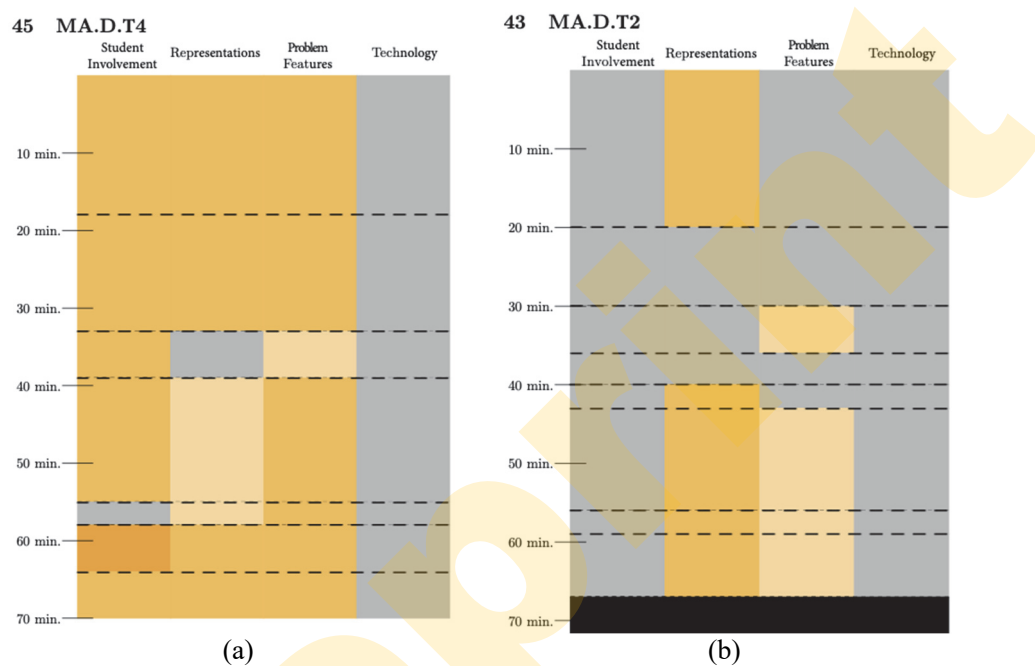 45 MA.D.T4
Student Involvement
Representations
Problem Features
Technology
10 min.
20 min.
30 min.
40 min.
50 min.
60 min.
70 min.
(a)
43 MA.D.T2
Student Involvement
Representations
Problem Features
Technology
10 min.
20 min.
30 min.
40 min.
50 min.
60 min.
70 min.
(b)
print